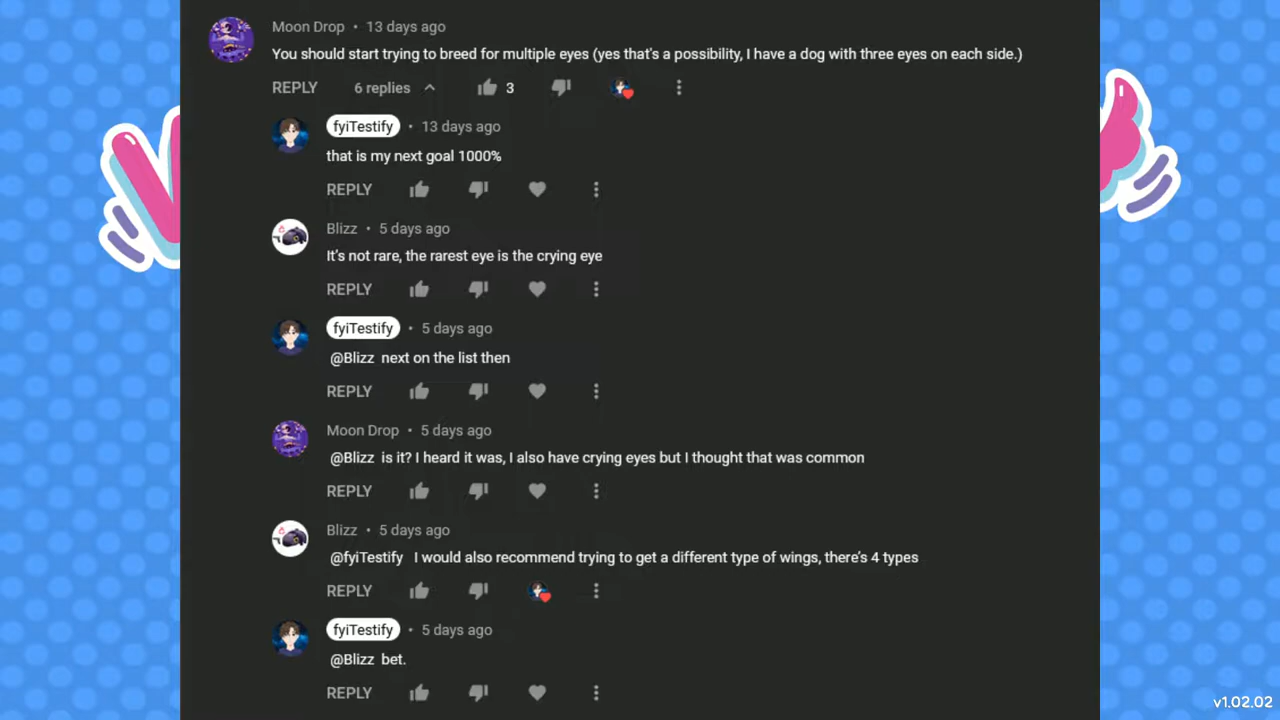 Moon Drop • 13 days ago
You should start trying to breed for multiple eyes (yes that's a possibility, I have a dog with three eyes on each side.)
REPLY 6 replies 3
fyiTestify • 13 days ago
that is my next goal 1000%
REPLY
Blizz • 5 days ago
It's not rare, the rarest eye is the crying eye
REPLY
fyiTestify • 5 days ago
@Blizz next on the list then
REPLY
Moon Drop • 5 days ago
@Blizz is it? I heard it was, I also have crying eyes but I thought that was common
REPLY
Blizz • 5 days ago
@fyiTestify I would also recommend trying to get a different type of wings, there's 4 types
REPLY
fyiTestify • 5 days ago
@Blizz bet.
REPLY
v1.02.02